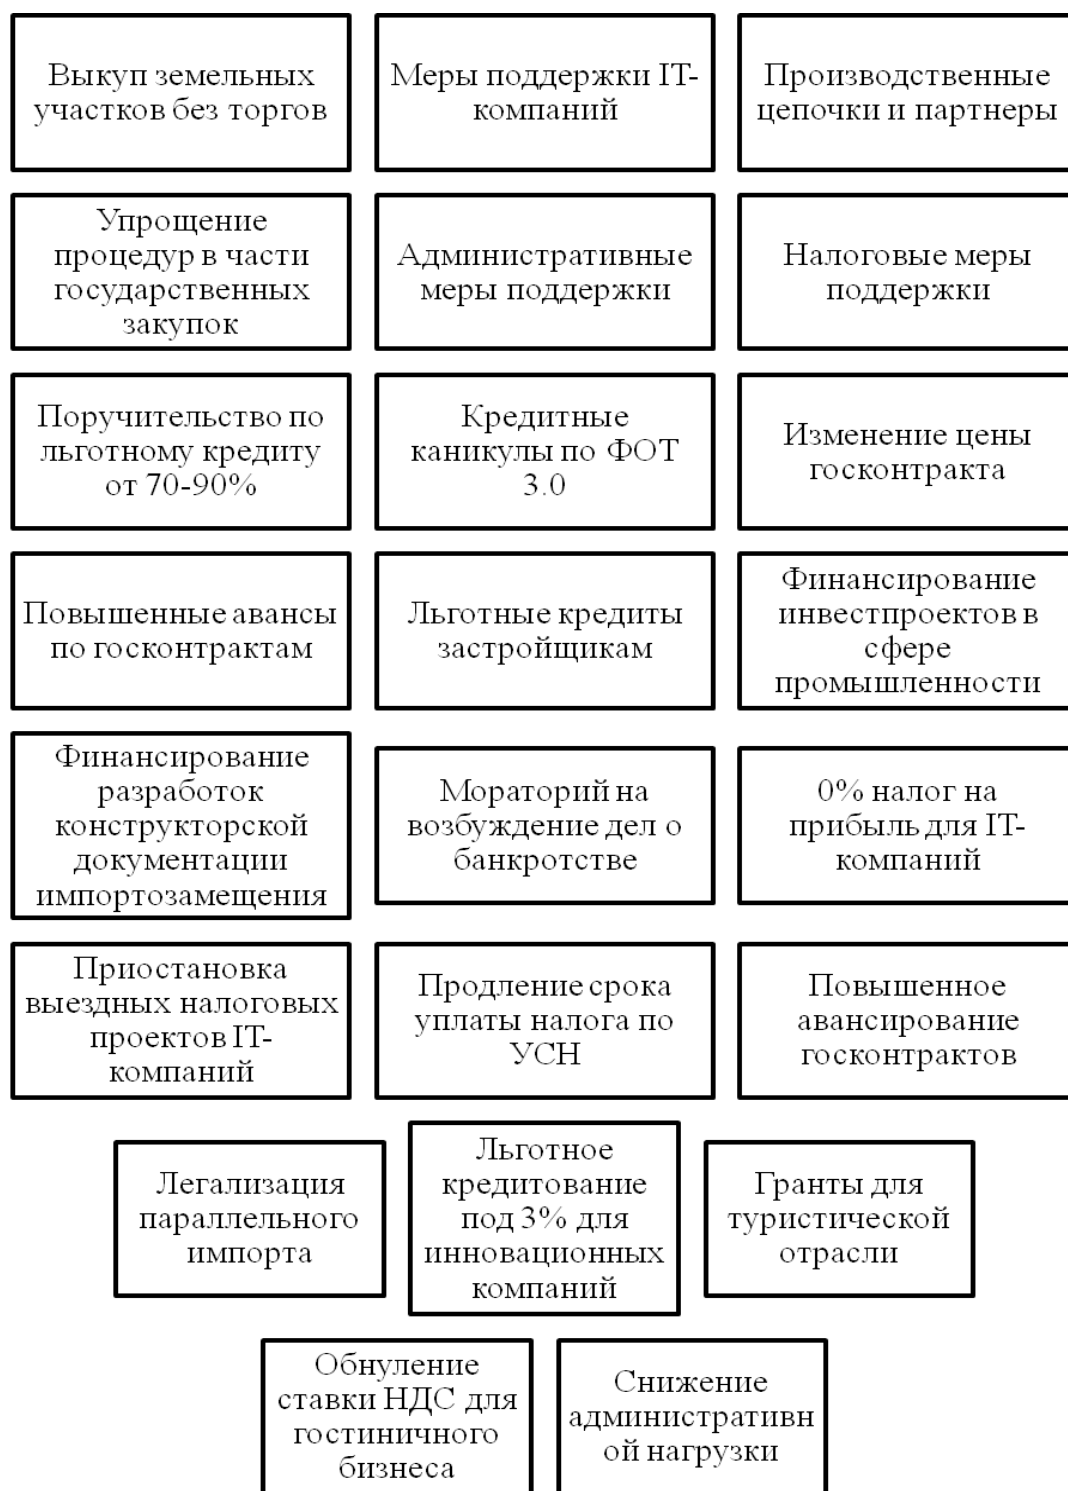 Выкуп земельных
участков без торгов
Меры поддержки IT-
компаний
Производственные
цепочки и партнеры
Упрощение
процедур в части
государственных
закупок
Административные
меры поддержки
Налоговые меры
поддержки
Поручительство по
льготному кредиту
от 70-90%
Кредитные
каникулы по ФОТ
3.0
Изменение цены
госконтракта
Повышенные авансы
по госконтрактам
Льготные кредиты
застройщикам
Финансирование
инвестпроектов в
сфере
промышленности
Финансирование
разработок
конструкторской
документации
импортозамещения
Мораторий на
возбуждение дел о
банкротстве
0% налог на
прибыль для IT-
компаний
Приостановка
выездных налоговых
проектов IT-
компаний
Продление срока
уплаты налога по
УСН
Повышенное
авансирование
госконтрактов
Легализация
параллельного
импорта
Льготное
кредитование
под 3% для
инновационных
компаний
Гранты для
туристической
отрасли
Обнуление
ставки НДС для
гостиничного
бизнеса
Снижение
административн
ой нагрузки